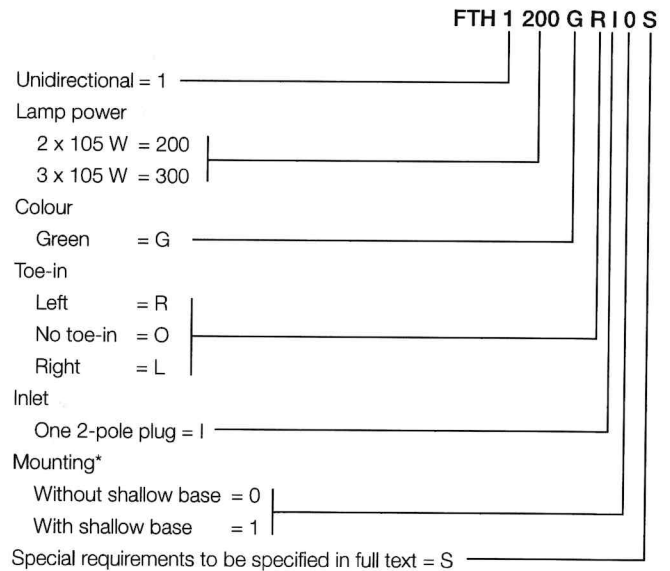 FTH 1 200 G R I 0 S
Unidirectional = 1
Lamp power
2 x 105 W = 200
3 x 105 W = 300
Colour
Green = G
Toe-in
Left = R
No toe-in = O
Right = L
Inlet
One 2-pole plug = I
Mounting*
Without shallow base = 0
With shallow base = 1
Special requirements to be specified in full text = S